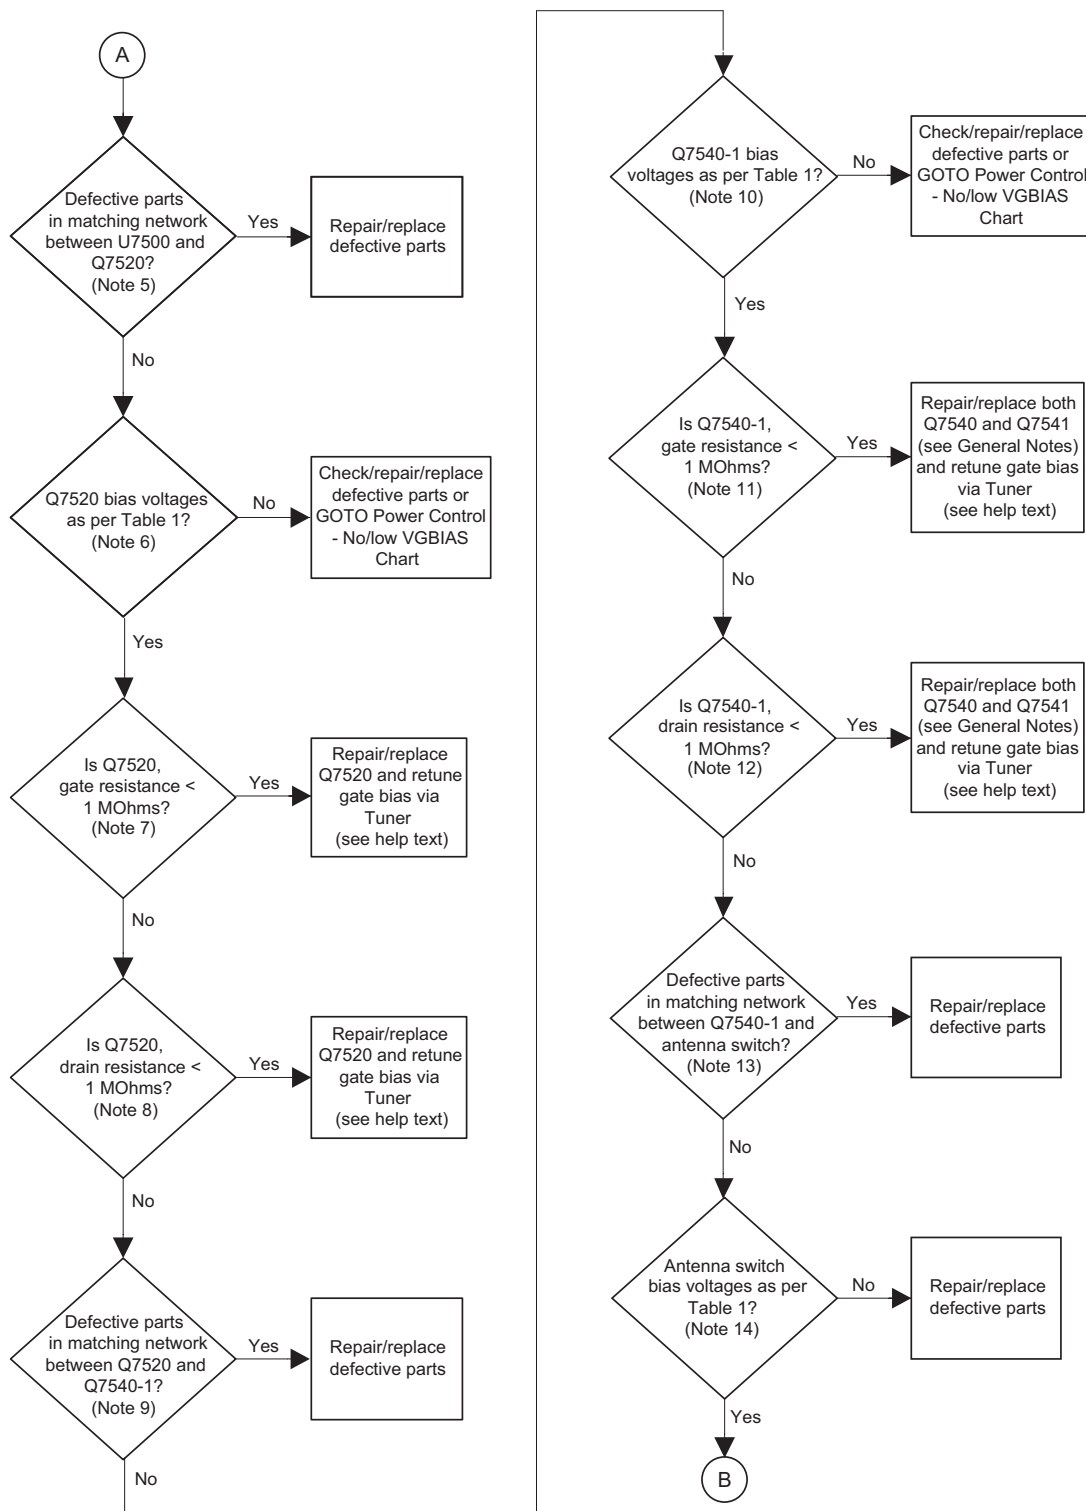 A
Defective parts
in matching network
between U7500 and
Q7520?
(Note 5)
Yes
Repair/replace
defective parts
No
Q7520 bias voltages
as per Table 1?
(Note 6)
No
Check/repair/replace
defective parts or
GOTO Power Control
- No/low VGBIAS
Chart
Yes
Is Q7520,
gate resistance <
1 MOhms?
(Note 7)
Yes
Repair/replace
Q7520 and retune
gate bias via
Tuner
(see help text)
No
Is Q7520,
drain resistance <
1 MOhms?
(Note 8)
Yes
Repair/replace
Q7520 and retune
gate bias via
Tuner
(see help text)
No
Defective parts
in matching network
between Q7520 and
Q7540-1?
(Note 9)
Yes
Repair/replace
defective parts
No
Q7540-1 bias
voltages as per Table 1?
(Note 10)
No
Check/repair/replace
defective parts or
GOTO Power Control
- No/low VGBIAS
Chart
Yes
Is Q7540-1,
gate resistance <
1 MOhms?
(Note 11)
Yes
Repair/replace both
Q7540 and Q7541
(see General Notes)
and retune gate bias
via Tuner
(see help text)
No
Is Q7540-1,
drain resistance <
1 MOhms?
(Note 12)
Yes
Repair/replace both
Q7540 and Q7541
(see General Notes)
and retune gate bias
via Tuner
(see help text)
No
Defective parts
in matching network
between Q7540-1 and
antenna switch?
(Note 13)
Yes
Repair/replace
defective parts
No
Antenna switch
bias voltages as per
Table 1?
(Note 14)
No
Repair/replace
defective parts
Yes
B